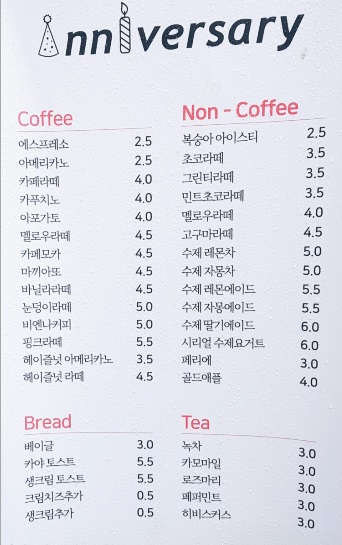 Anniversary
Coffee
에스프레소 2.5
아메리카노 2.5
카페라떼 4.0
카푸치노 4.0
아포가토 4.0
멜로우라떼 4.5
카페모카 4.5
마끼아또 4.5
바닐라라떼 4.5
눈덩이라떼 5.0
비엔나커피 5.0
핑크라떼 5.5
헤이즐넛 아메리카노 3.5
헤이즐넛 라떼 4.5
Non - Coffee
복숭아 아이스티 2.5
초코라떼 3.5
그린티라떼 3.5
민트초코라떼 3.5
멜로우라떼 4.0
고구마라떼 4.5
수제 레몬차 5.0
수제 자몽차 5.0
수제 레몬에이드 5.5
수제 자몽에이드 5.5
수제 딸기에이드 6.0
시리얼 수제요거트 6.0
페리에 3.0
골드애플 4.0
Bread
베이글 3.0
카야 토스트 5.5
생크림 토스트 5.5
크림치즈추가 0.5
생크림추가 0.5
Tea
녹차 3.0
카모마일 3.0
로즈마리 3.0
페퍼민트 3.0
히비스커스 3.0